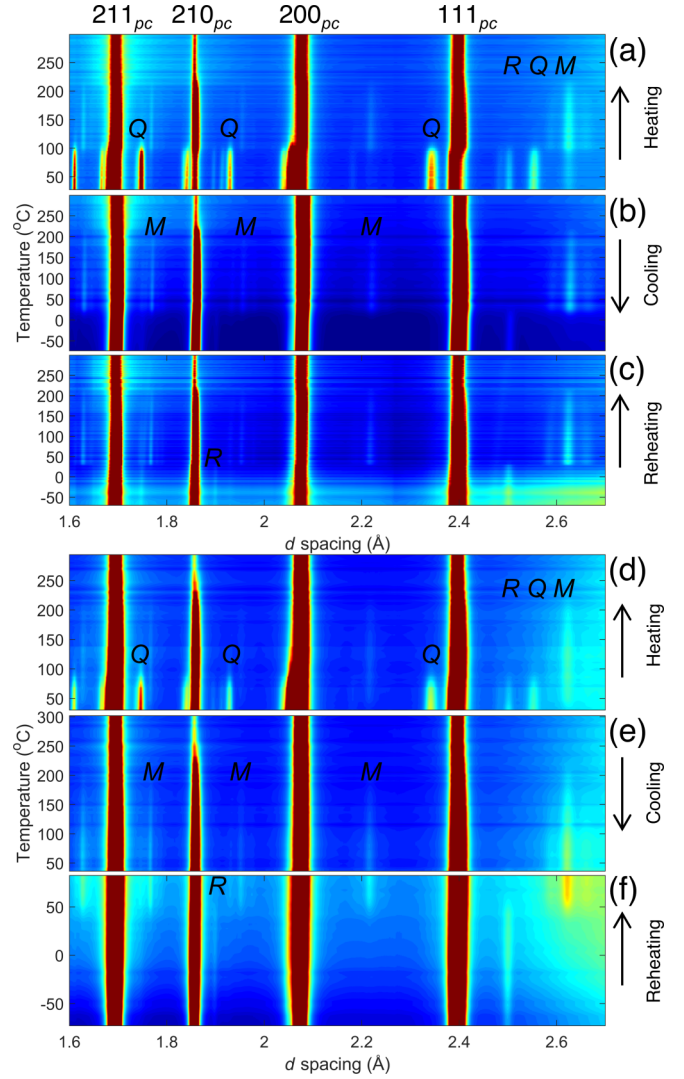 211pc 210pc 200pc 111pc
(a)
R Q M
Q Q Q
Heating
250
200
150
100
50
(b)
M M M
Cooling
250
200
150
100
50
0
-50
Temperature (°C)
(c)
R
Reheating
250
200
150
100
50
0
-50
1.6 1.8 2 2.2 2.4 2.6
d spacing (Å)
(d)
R Q M
Q Q Q
Heating
250
200
150
100
50
(e)
M M M
Cooling
300
250
200
150
100
50
Temperature (°C)
(f)
R
Reheating
50
0
-50
1.6 1.8 2 2.2 2.4 2.6
d spacing (Å)